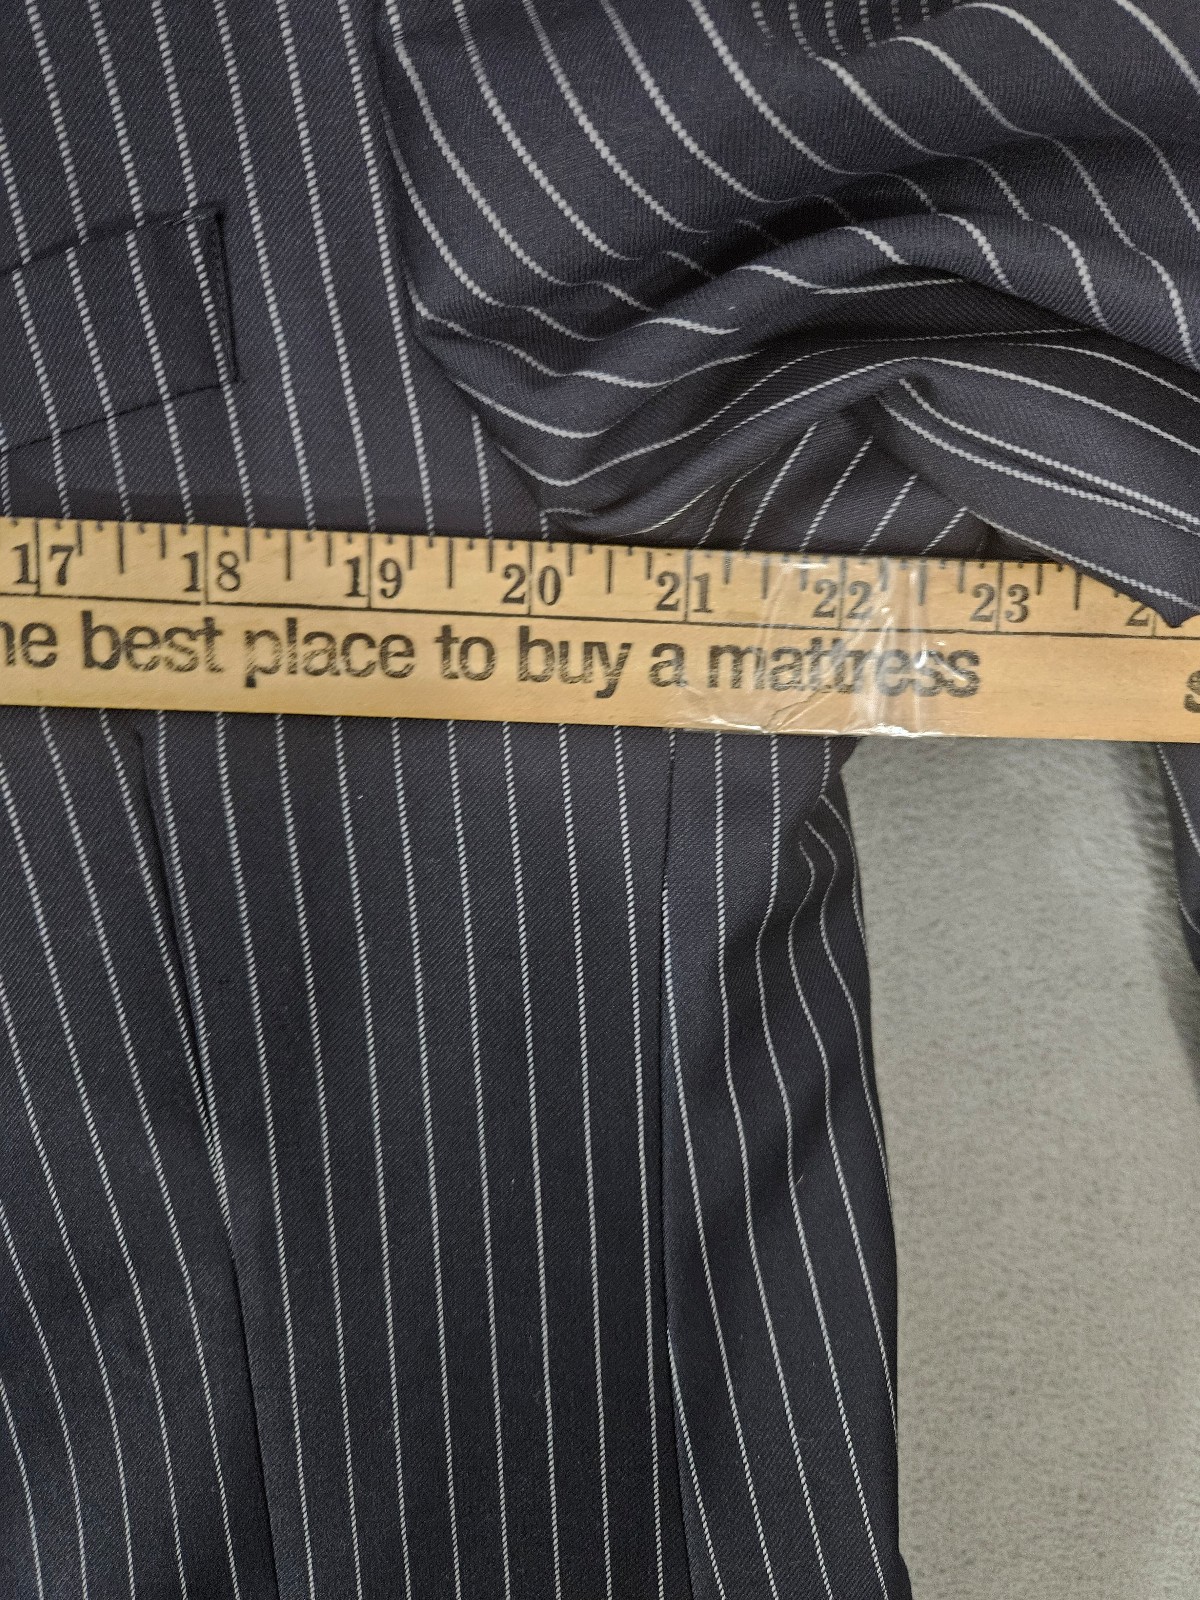 17 18 19 20 21 22 23
he best place to buy a mattress